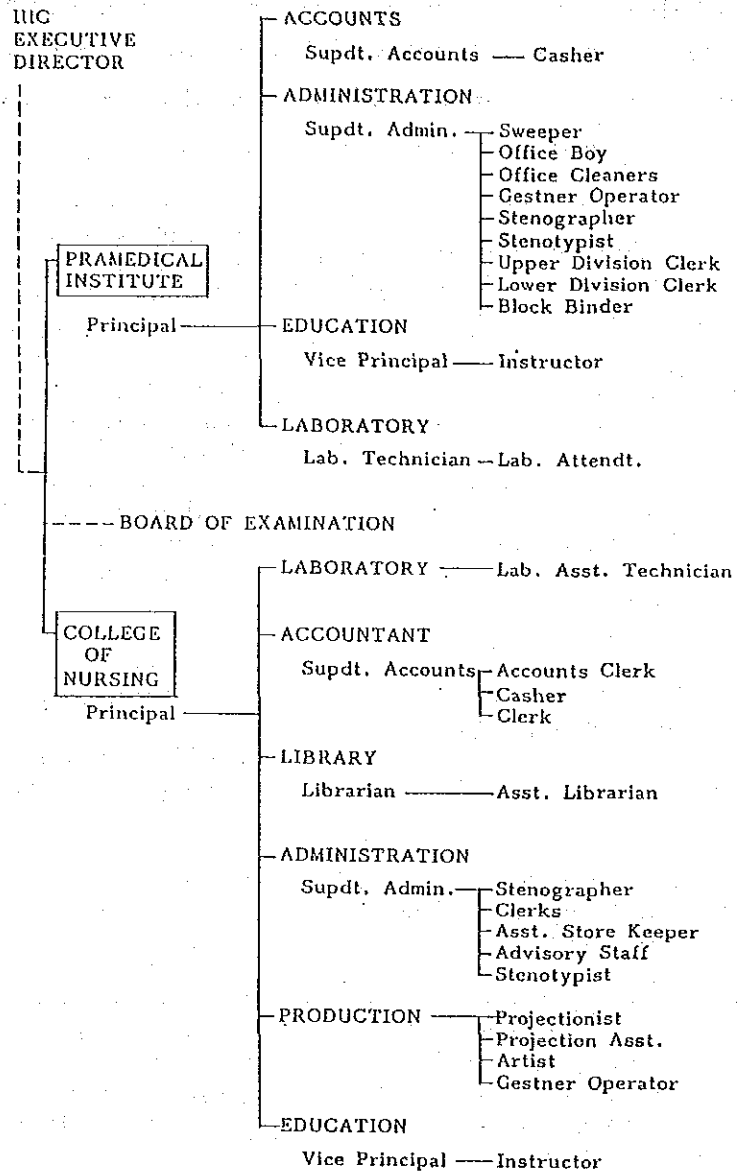 IHC
EXECUTIVE
DIRECTOR
ACCOUNTS
Supdt. Accounts Casher
ADMINISTRATION
Supdt. Admin. Sweeper
Office Boy
Office Cleaners
Gestner Operator
Stenographer
Stenotypist
Upper Division Clerk
Lower Division Clerk
Block Binder
PRAMEDICAL
INSTITUTE
Principal
EDUCATION
Vice Principal Instructor
LABORATORY
Lab. Technician Lab. Attendt.
BOARD OF EXAMINATION
COLLEGE
OF
NURSING
Principal
LABORATORY Lab. Asst. Technician
ACCOUNTANT
Supdt. Accounts Accounts Clerk
Casher
Clerk
LIBRARY
Librarian Asst. Librarian
ADMINISTRATION
Supdt. Admin. Stenographer
Clerks
Asst. Store Keeper
Advisory Staff
Stenotypist
PRODUCTION Projectionist
Projection Asst.
Artist
Gestner Operator
EDUCATION
Vice Principal Instructor